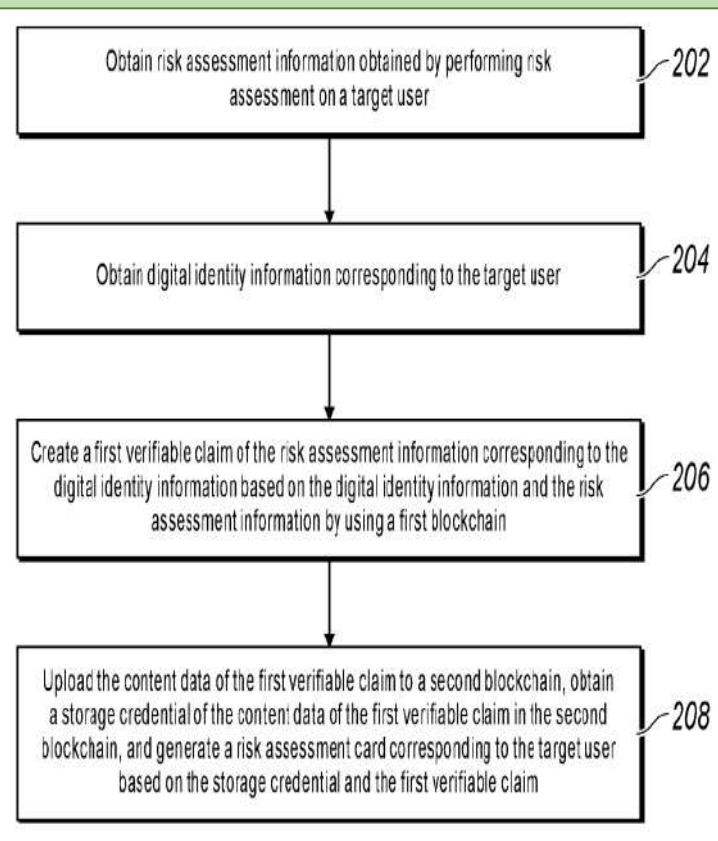 Obtain risk assessment information obtained by performing risk
assessment on a target user
202
Obtain digital identity information corresponding to the target user
204
Create a first verifiable claim of the risk assessment information corresponding to the
digital identity information based on the digital identity information and the risk
assessment information by using a first blockchain
206
Upload the content data of the first verifiable claim to a second blockchain, obtain
a storage credential of the content data of the first verifiable claim in the second
blockchain, and generate a risk assessment card corresponding to the target user
based on the storage credential and the first verifiable claim
208